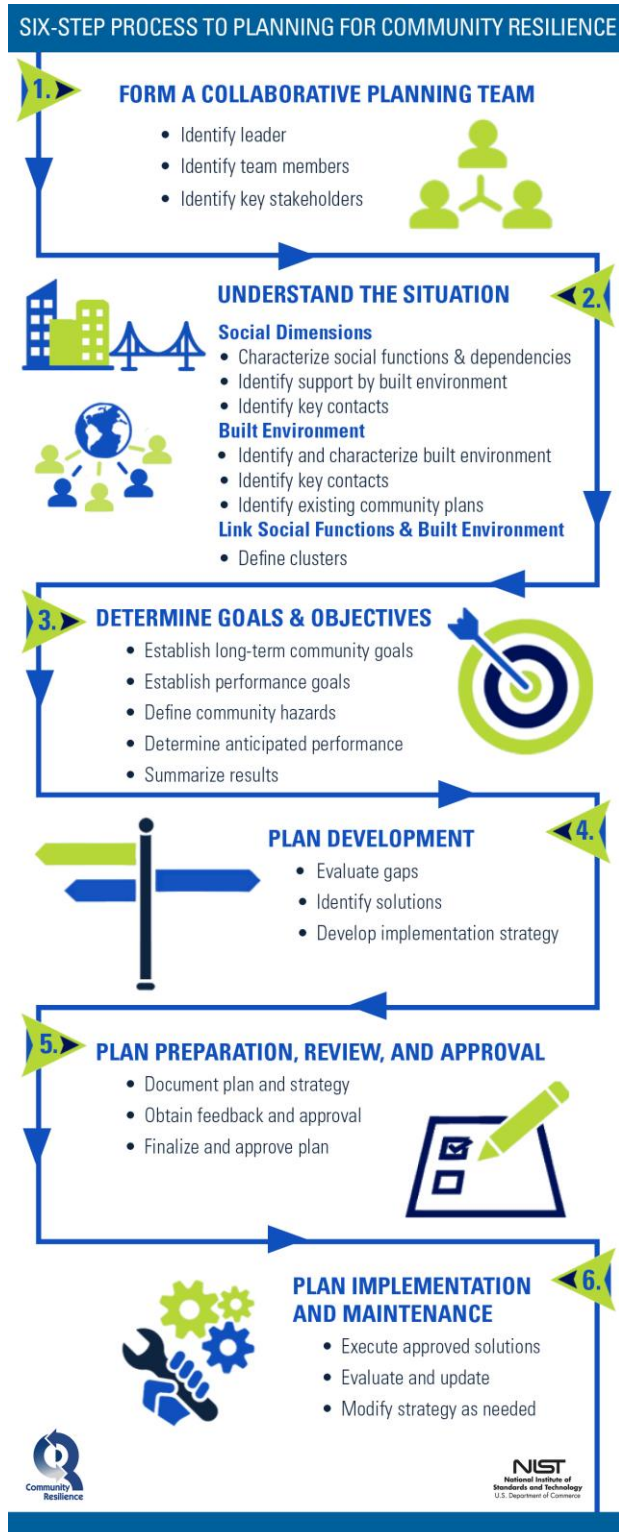 SIX-STEP PROCESS TO PLANNING FOR COMMUNITY RESILIENCE
1.
FORM A COLLABORATIVE PLANNING TEAM
• Identify leader
• Identify team members
• Identify key stakeholders
2.
UNDERSTAND THE SITUATION
Social Dimensions
• Characterize social functions & dependencies
• Identify support by built environment
• Identify key contacts
Built Environment
• Identify and characterize built environment
• Identify key contacts
• Identify existing community plans
Link Social Functions & Built Environment
• Define clusters
3.
DETERMINE GOALS & OBJECTIVES
• Establish long-term community goals
• Establish performance goals
• Define community hazards
• Determine anticipated performance
• Summarize results
4.
PLAN DEVELOPMENT
• Evaluate gaps
• Identify solutions
• Develop implementation strategy
5.
PLAN PREPARATION, REVIEW, AND APPROVAL
• Document plan and strategy
• Obtain feedback and approval
• Finalize and approve plan
6.
PLAN IMPLEMENTATION
AND MAINTENANCE
• Execute approved solutions
• Evaluate and update
• Modify strategy as needed
Community
Resilience
NIST
National Institute of
Standards and Technology
U.S. Department of Commerce